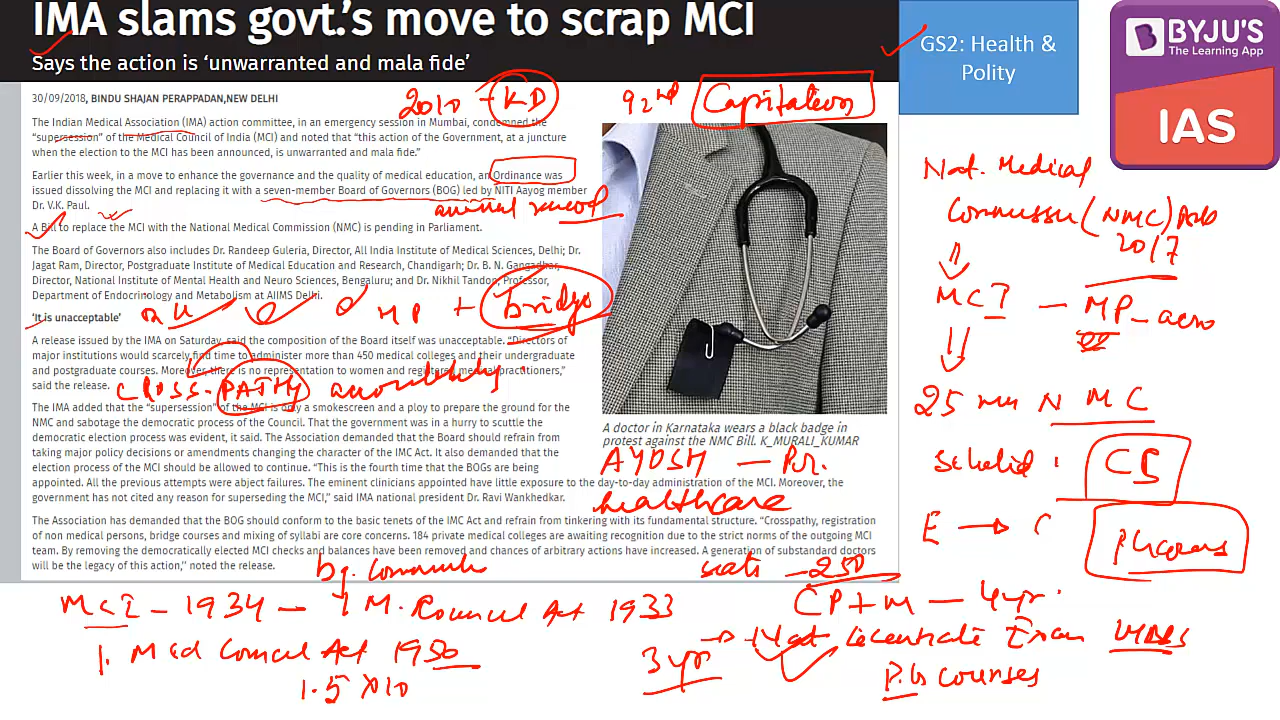 IMA slams govt.'s move to scrap MCI
Says the action is 'unwarranted and mala fide'
GS2: Health &
Polity
BYJU'S
The Learning App
IAS
30/09/2018, BINDU SHAJAN PERAPPADAN,NEW DELHI
2010 - KD
92nd
Capitation
The Indian Medical Association (IMA) action committee, in an emergency session in Mumbai, condemned the
"supersession" of the Medical Council of India (MCI) and noted that "this action of the Government, at a juncture
when the election to the MCI has been announced, is unwarranted and mala fide."
Earlier this week, in a move to enhance the governance and the quality of medical education, an Ordinance was
issued dissolving the MCI and replacing it with a seven-member Board of Governors (BOG) led by NITI Aayog member
Dr. V.K. Paul.
annual
A Bill to replace the MCI with the National Medical Commission (NMC) is pending in Parliament.
The Board of Governors also includes Dr. Randeep Guleria, Director, All India Institute of Medical Sciences, Delhi; Dr.
Jagat Ram, Director, Postgraduate Institute of Medical Education and Research, Chandigarh; Dr. B. N. Gangadhar,
Director, National Institute of Mental Health and Neuro Sciences, Bengaluru; and Dr. Nikhil Tandon, Professor,
Department of Endocrinology and Metabolism at AIIMS Delhi.
MP + bridge
'It is unacceptable'
A release issued by the IMA on Saturday, said the composition of the Board itself was unacceptable. "Directors of
major institutions would scarcely find time to administer more than 450 medical colleges and their undergraduate
and postgraduate courses. Moreover, there is no representation to women and registered medical practitioners,"
said the release.
CROSS-PATHY accountability
The IMA added that the "supersession" of the MCI is only a smokescreen and a ploy to prepare the ground for the
NMC and sabotage the democratic process of the Council. That the government was in a hurry to scuttle the
democratic election process was evident, it said. The Association demanded that the Board should refrain from
taking major policy decisions or amendments changing the character of the IMC Act. It also demanded that the
election process of the MCI should be allowed to continue. "This is the fourth time that the BOGs are being
appointed. All the previous attempts were abject failures. The eminent clinicians appointed have little exposure to the day-to-day administration of the MCI. Moreover, the
government has not cited any reason for superseding the MCI," said IMA national president Dr. Ravi Wankhedkar.
The Association has demanded that the BOG should conform to the basic tenets of the IMC Act and refrain from tinkering with its fundamental structure. "Crosspathy, registration
of non medical persons, bridge courses and mixing of syllabi are core concerns. 184 private medical colleges are awaiting recognition due to the strict norms of the outgoing MCI
team. By removing the democratically elected MCI checks and balances have been removed and chances of arbitrary actions have increased. A generation of substandard doctors
will be the legacy of this action," noted the release.
A doctor in Karnataka wears a black badge in
protest against the NMC Bill. K_MURALI_KUMAR
AYUSH - Pr.
healthcare
Nat. Medical
(NMC)
2017
MCI - MP
25 NMC
CS
E → C
seats - 250
MCI - 1934 - I M. Council Act 1933
4yr.
I. Med Council Act 1956
→ Nat Licentiate Exam
3 yr
P.G courses
1.5 × 10